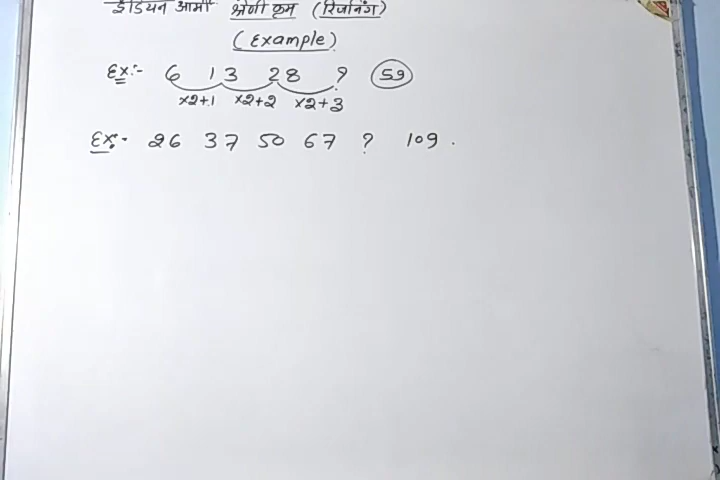 इंडियन आर्मी श्रेणी क्रम (रिजनिंग)
(Example)
Ex:- 6 13 28 ? 59
×2+1 ×2+2 ×2+3
Ex:- 26 37 50 67 ? 109.